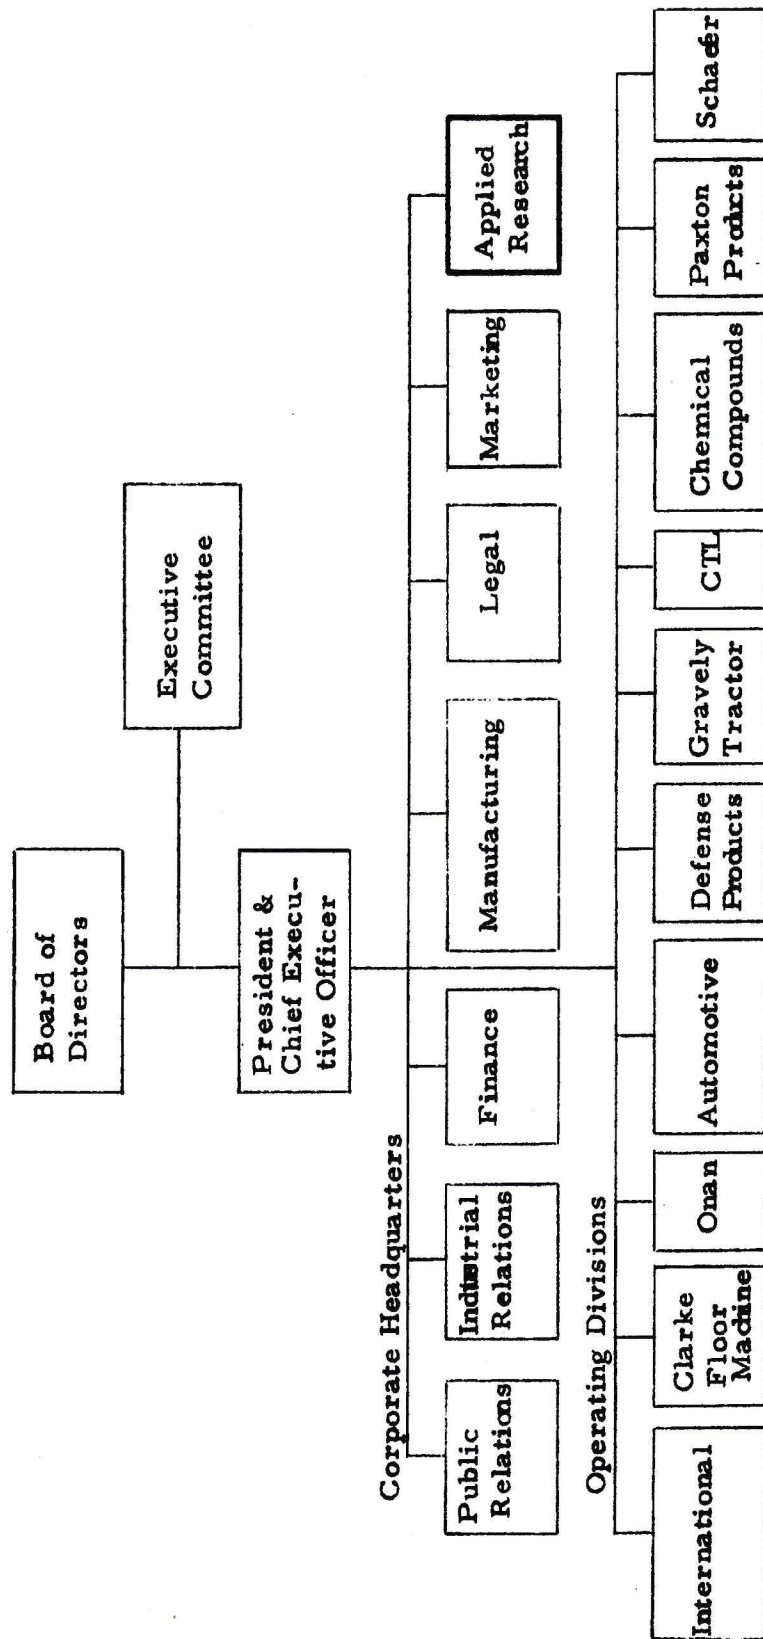 Board of
Directors
Executive
Committee
President &
Chief Execu-
tive Officer
Corporate Headquarters
Public
Relations
Industrial
Relations
Finance
Manufacturing
Legal
Marketing
Applied
Research
Operating Divisions
International
Clarke
Floor
Machine
Onan
Automotive
Defense
Products
Gravely
Tractor
CTL
Chemical
Compounds
Paxton
Products
Schaefer